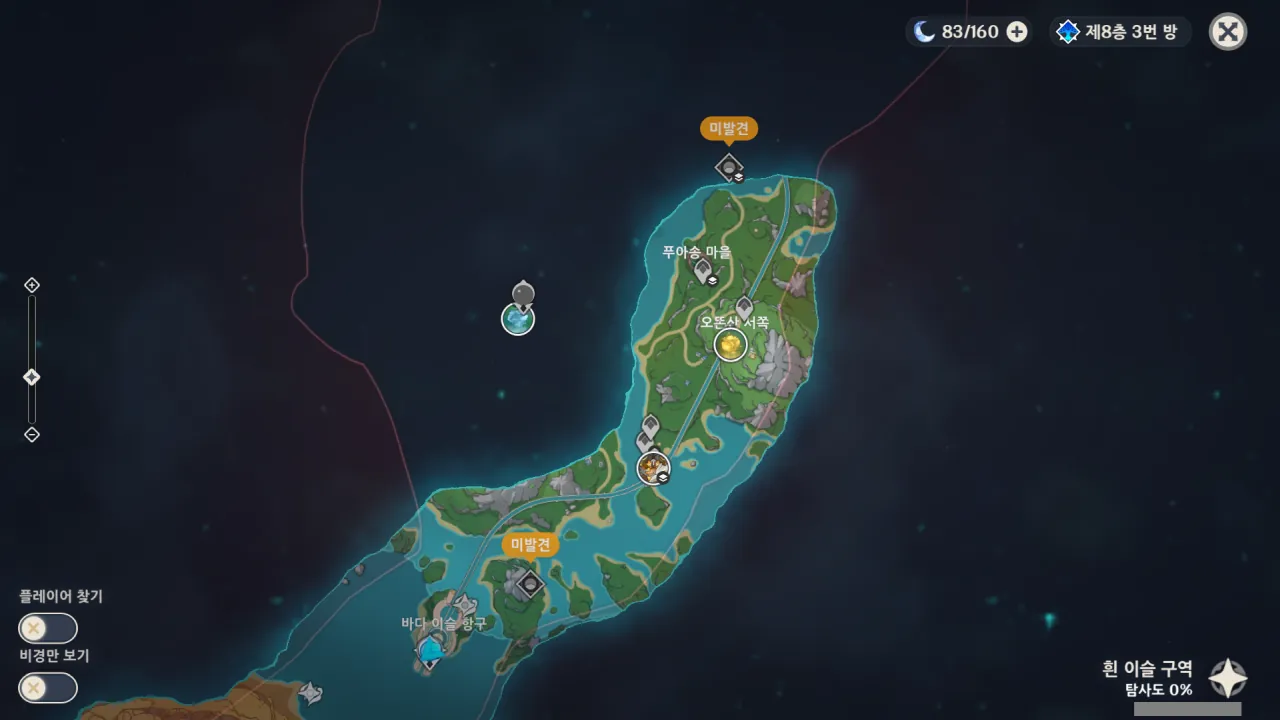 83/160
제8층 3번 방
미발견
푸아송 마을
오뜬산 서쪽
미발견
바다 이슬 항구
플레이어 찾기
비경만 보기
흰 이슬 구역
탐사도 0%